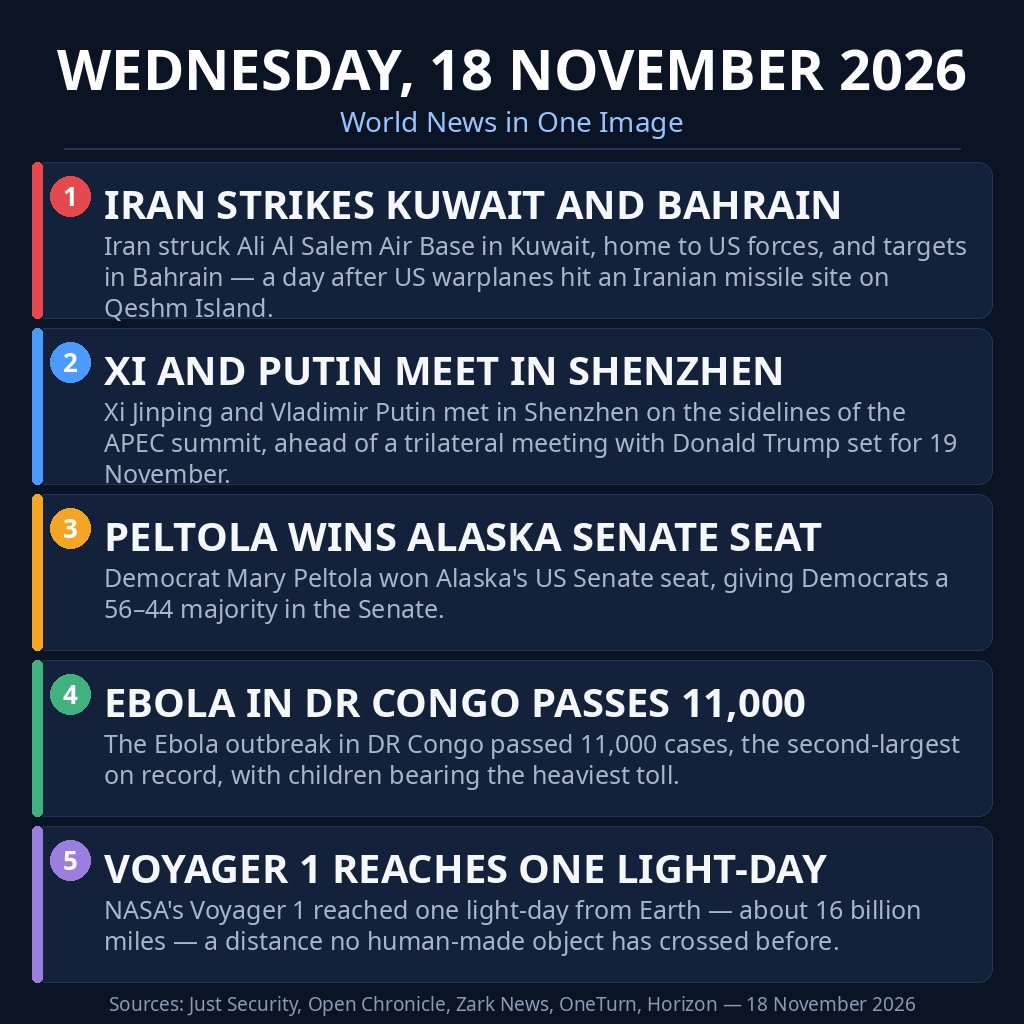 WEDNESDAY, 18 NOVEMBER 2026
World News in One Image
1
IRAN STRIKES KUWAIT AND BAHRAIN
Iran struck Ali Al Salem Air Base in Kuwait, home to US forces, and targets
in Bahrain — a day after US warplanes hit an Iranian missile site on
Qeshm Island.
2
XI AND PUTIN MEET IN SHENZHEN
Xi Jinping and Vladimir Putin met in Shenzhen on the sidelines of the
APEC summit, ahead of a trilateral meeting with Donald Trump set for 19
November.
3
PELTOLA WINS ALASKA SENATE SEAT
Democrat Mary Peltola won Alaska's US Senate seat, giving Democrats a
56–44 majority in the Senate.
4
EBOLA IN DR CONGO PASSES 11,000
The Ebola outbreak in DR Congo passed 11,000 cases, the second-largest
on record, with children bearing the heaviest toll.
5
VOYAGER 1 REACHES ONE LIGHT-DAY
NASA's Voyager 1 reached one light-day from Earth — about 16 billion
miles — a distance no human-made object has crossed before.
Sources: Just Security, Open Chronicle, Zark News, OneTurn, Horizon — 18 November 2026